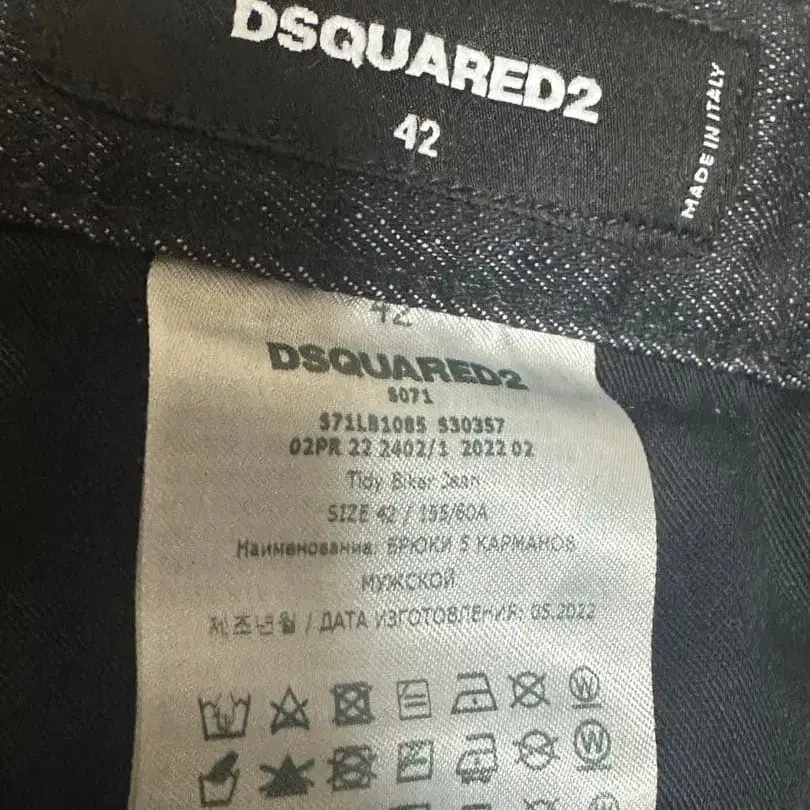 DSQUARED2
42
MADE IN ITALY
42
DSQUARED2
S071
S71LB1085 S30357
02PR 22 2402/1 2022 02
Tidy Biker Jean
SIZE 42 / 155/60A
Наименование: БРЮКИ 5 КАРМАНОВ
МУЖСКОЙ
제조년월 / ДАТА ИЗГОТОВЛЕНИЯ: 05.2022